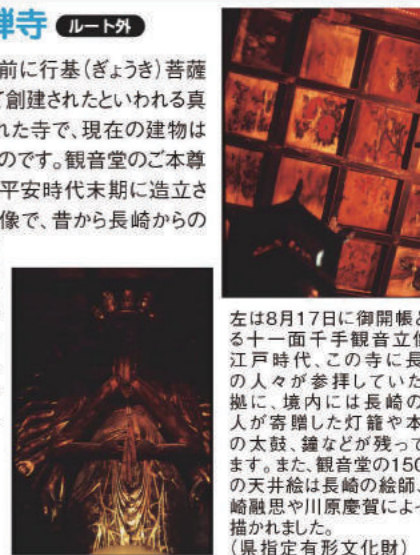 禅寺 ルート外
前に行基(ぎょうき)菩薩
て創建されたといわれる真
れた寺で、現在の建物は
のです。観音堂のご本尊
平安時代末期に造立さ
像で、昔から長崎からの
左は8月17日に御開帳と
る十一面千手観音立像
江戸時代、この寺に長
の人々が参拝していた
拠に、境内には長崎の
人が寄贈した灯籠や本
の太鼓、鐘などが残って
ます。また、観音堂の150
の天井絵は長崎の絵師、
崎融思や川原慶賀によっ
描かれました。
(県指定有形文化財)